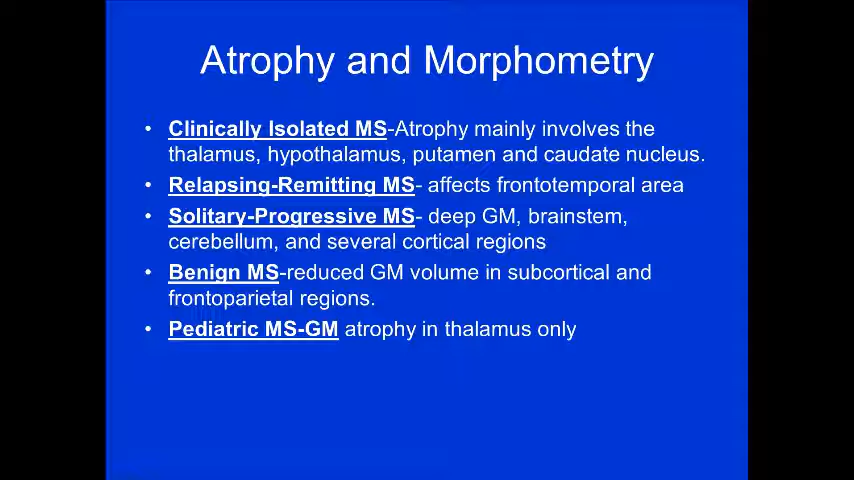 Atrophy and Morphometry
• Clinically Isolated MS-Atrophy mainly involves the
thalamus, hypothalamus, putamen and caudate nucleus.
• Relapsing-Remitting MS- affects frontotemporal area
• Solitary-Progressive MS- deep GM, brainstem,
cerebellum, and several cortical regions
• Benign MS-reduced GM volume in subcortical and
frontoparietal regions.
• Pediatric MS-GM atrophy in thalamus only